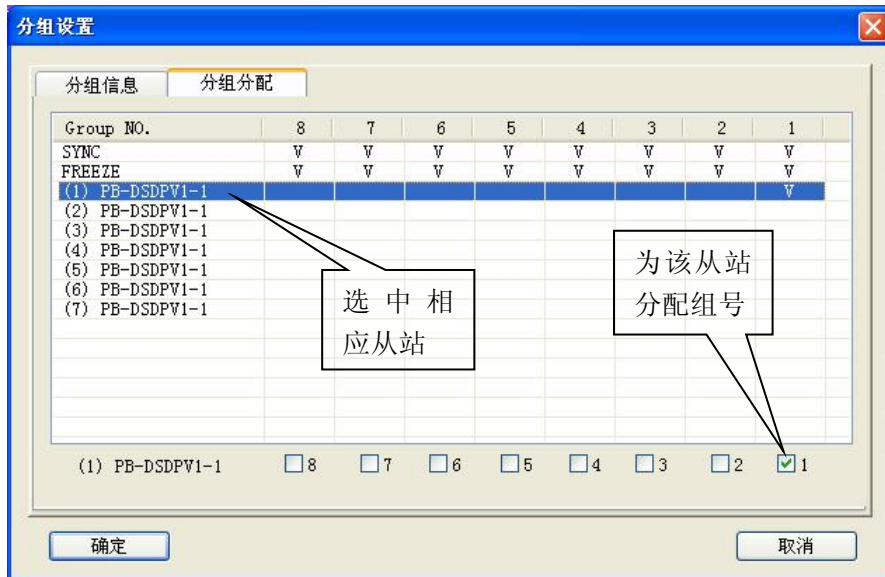 分组设置
分组信息 分组分配
Group NO. 8 7 6 5 4 3 2 1
SYNC V V V V V V V V
FREEZE V V V V V V V V
(1) PB-DSDPV1-1 V
(2) PB-DSDPV1-1
(3) PB-DSDPV1-1
(4) PB-DSDPV1-1
(5) PB-DSDPV1-1
(6) PB-DSDPV1-1
(7) PB-DSDPV1-1
选中相
应从站
为该从站
分配组号
(1) PB-DSDPV1-1 8 7 6 5 4 3 2 1
确定 取消